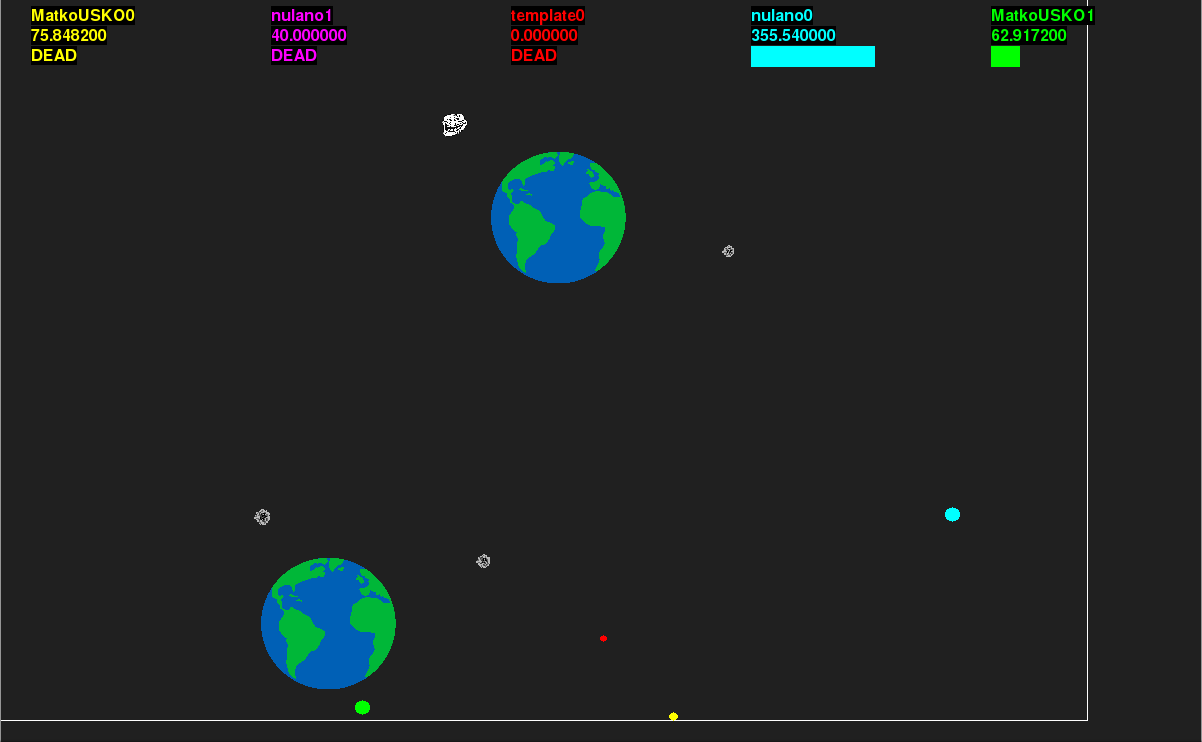 MatkoUSKO0
75.848200
DEAD
nulano1
40.000000
DEAD
template0
0.000000
DEAD
nulano0
355.540000
MatkoUSKO1
62.917200